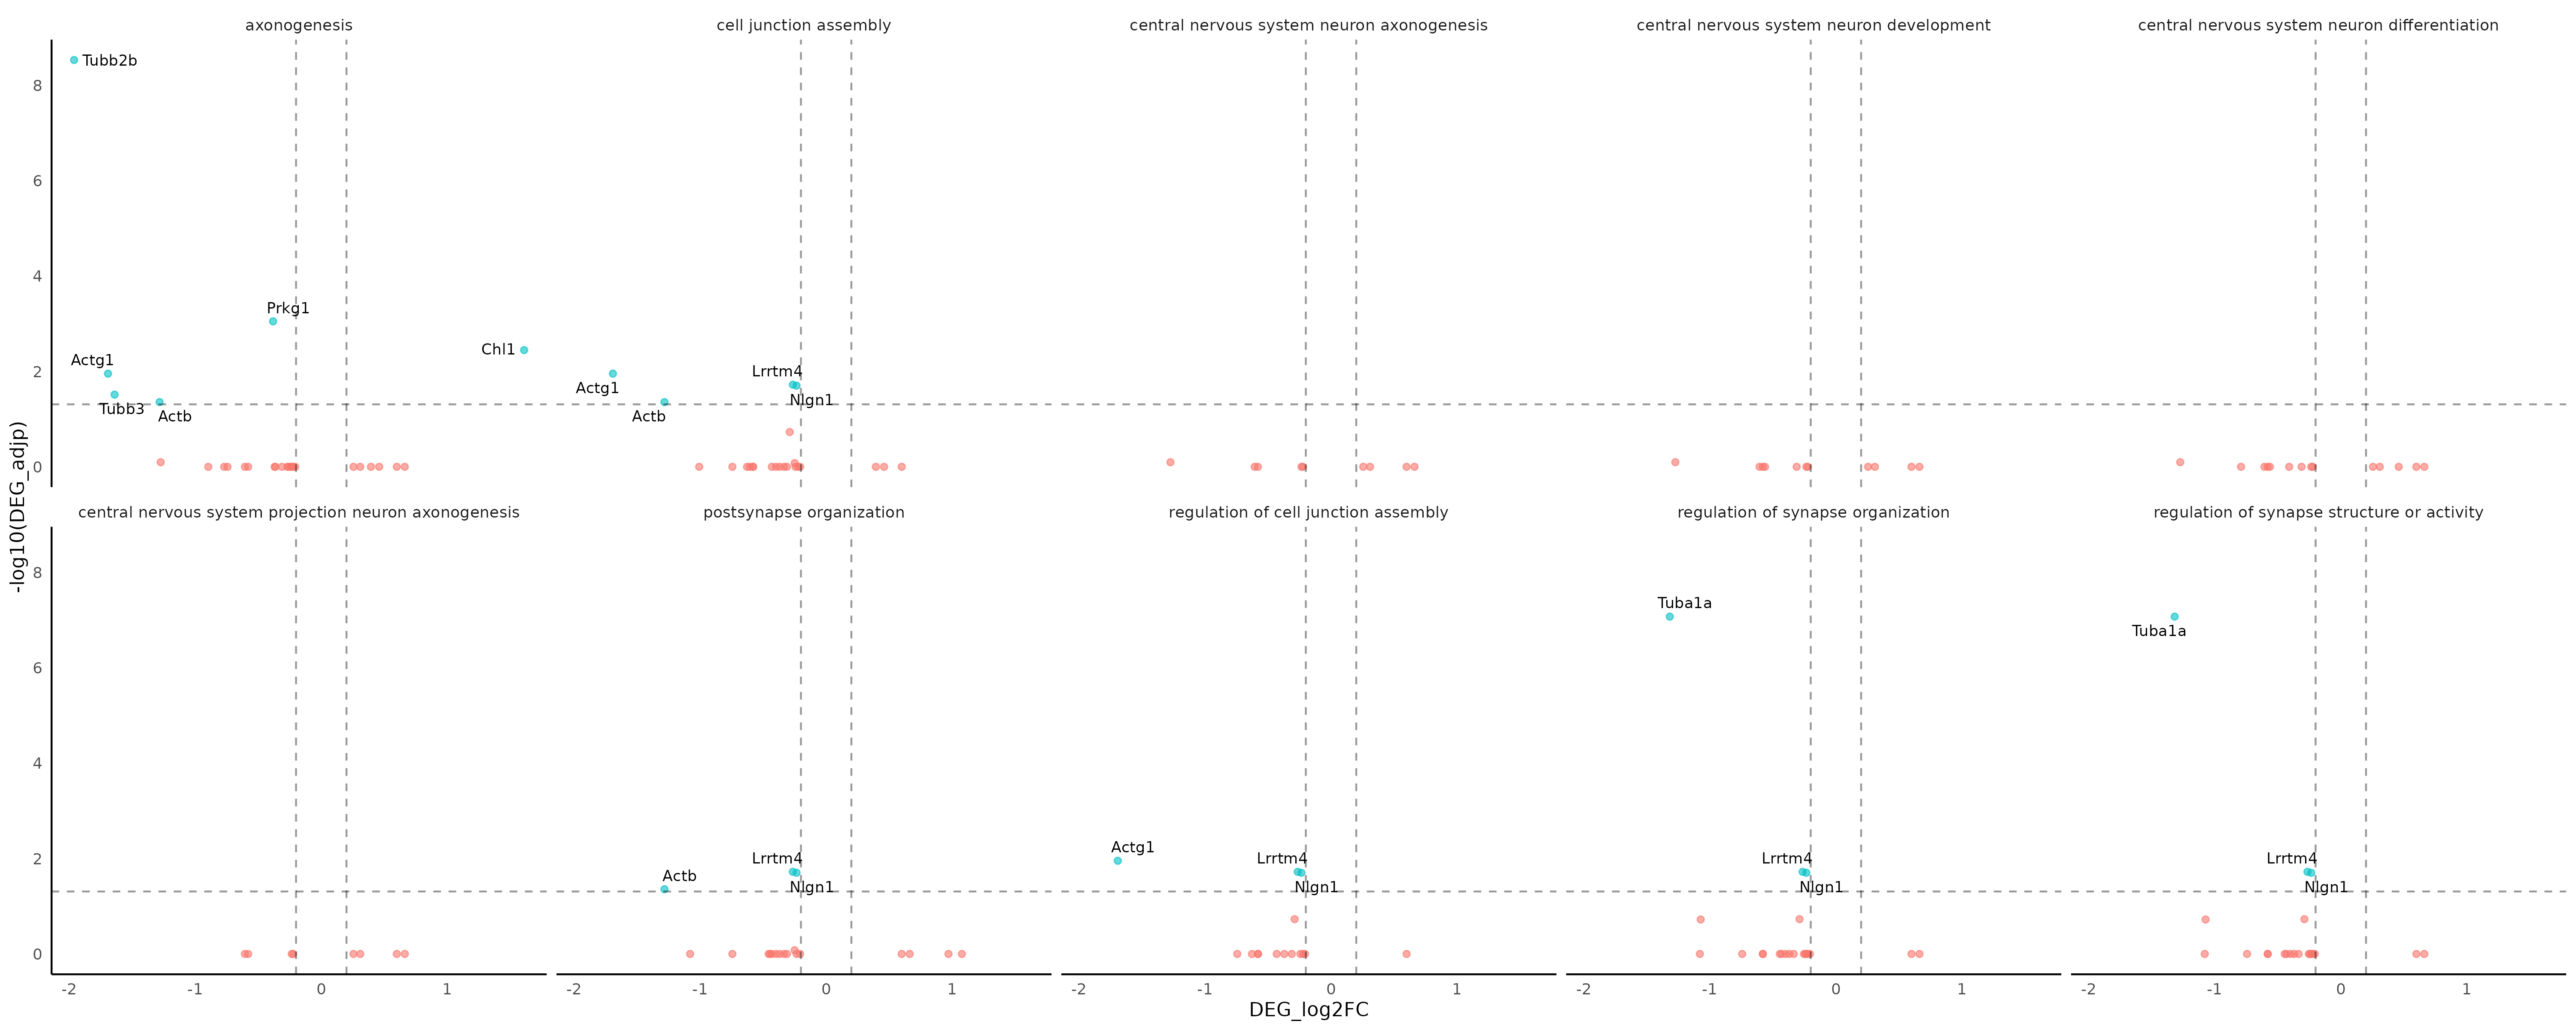 axonogenesis
cell junction assembly
central nervous system neuron axonogenesis
central nervous system neuron development
central nervous system neuron differentiation
8
6
4
2
0
Tubb2b
Prkg1
Chl1
Actg1
Tubb3
Actb
Actg1
Actb
Lrrtm4
Nlgn1
-log10(DEG_adjp)
central nervous system projection neuron axonogenesis
postsynapse organization
regulation of cell junction assembly
regulation of synapse organization
regulation of synapse structure or activity
8
6
4
2
0
Actb
Lrrtm4
Nlgn1
Actg1
Lrrtm4
Nlgn1
Tuba1a
Lrrtm4
Nlgn1
Tuba1a
Lrrtm4
Nlgn1
-2 -1 0 1
-2 -1 0 1
-2 -1 0 1
-2 -1 0 1
-2 -1 0 1
DEG_log2FC